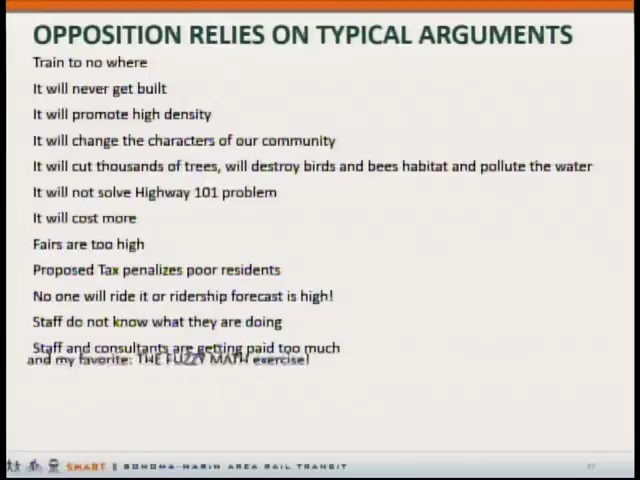 OPPOSITION RELIES ON TYPICAL ARGUMENTS
Train to no where
It will never get built
It will promote high density
It will change the characters of our community
It will cut thousands of trees, will destroy birds and bees habitat and pollute the water
It will not solve Highway 101 problem
It will cost more
Fairs are too high
Proposed Tax penalizes poor residents
No one will ride it or ridership forecast is high!
Staff do not know what they are doing
Staff and consultants are getting paid too much
and my favorite: THE FUZZY MATH exercise!
SMART | SONOMA-MARIN AREA RAIL TRANSIT